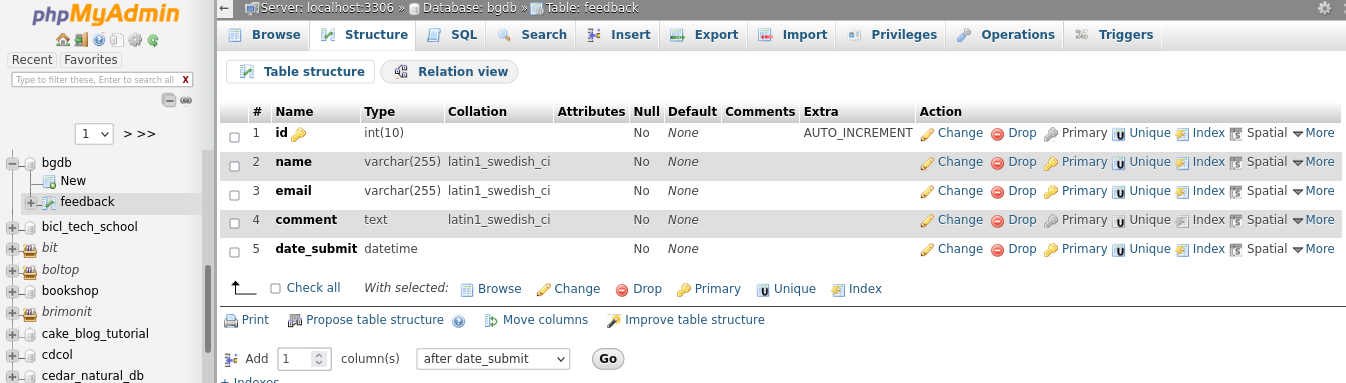 phpMyAdmin
Recent Favorites
Type to filter these, Enter to search all X
1 > >>
bgdb
New
feedback
bicl_tech_school
bit
boltop
bookshop
brimonit
cake_blog_tutorial
cdcol
cedar_natural_db
Server: localhost:3306 » Database: bgdb » Table: feedback
Browse Structure SQL Search Insert Export Import Privileges Operations Triggers
Table structure Relation view
# Name Type Collation Attributes Null Default Comments Extra Action
1 id int(10) No None AUTO_INCREMENT Change Drop Primary Unique Index Spatial More
2 name varchar(255) latin1_swedish_ci No None Change Drop Primary Unique Index Spatial More
3 email varchar(255) latin1_swedish_ci No None Change Drop Primary Unique Index Spatial More
4 comment text latin1_swedish_ci No None Change Drop Primary Unique Index Spatial More
5 date_submit datetime No None Change Drop Primary Unique Index Spatial More
Check all With selected: Browse Change Drop Primary Unique Index
Print Propose table structure Move columns Improve table structure
Add 1 column(s) after date_submit Go
+ Indexes